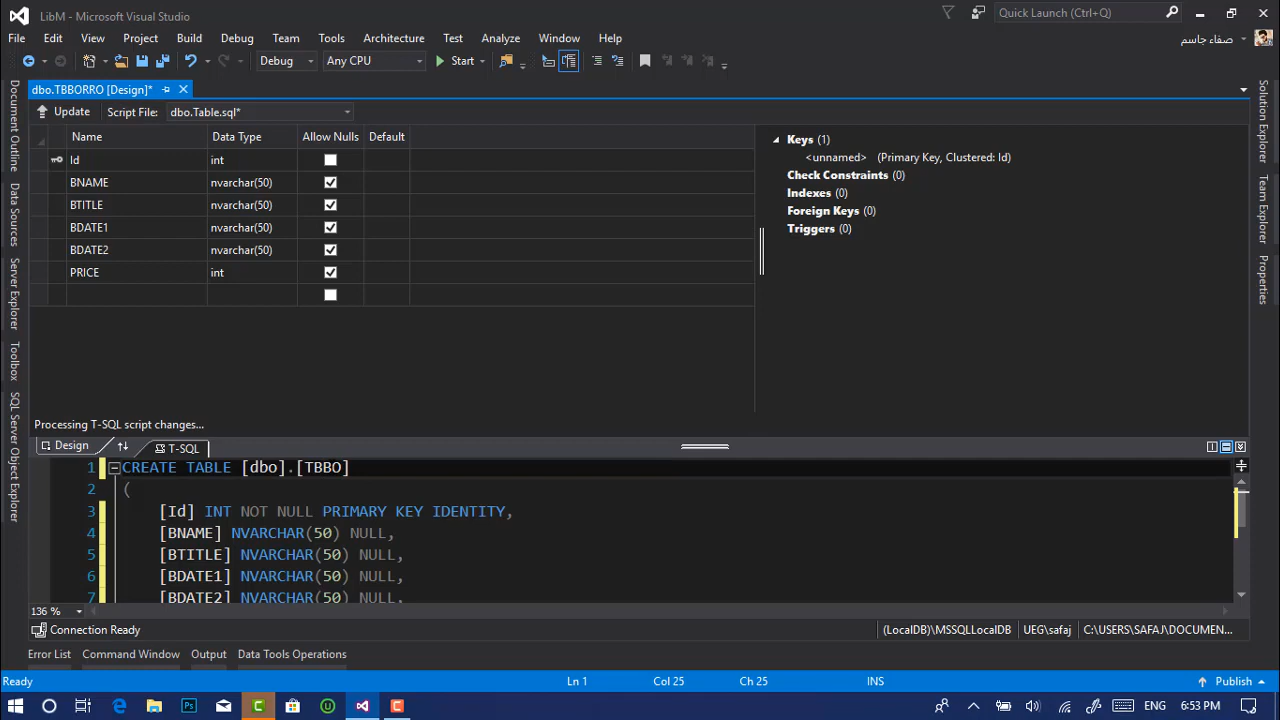 LibM - Microsoft Visual Studio
Quick Launch (Ctrl+Q)
File Edit View Project Build Debug Team Tools Architecture Test Analyze Window Help
صفاء جاسم
Debug Any CPU Start
dbo.TBBORRO [Design]*
Update Script File: dbo.Table.sql*
Name Data Type Allow Nulls Default
Id int
BNAME nvarchar(50)
BTITLE nvarchar(50)
BDATE1 nvarchar(50)
BDATE2 nvarchar(50)
PRICE int
Keys (1)
<unnamed> (Primary Key, Clustered: Id)
Check Constraints (0)
Indexes (0)
Foreign Keys (0)
Triggers (0)
Document Outline
Data Sources
Server Explorer
Toolbox
SQL Server Object Explorer
Solution Explorer
Team Explorer
Properties
Processing T-SQL script changes...
Design T-SQL
1 CREATE TABLE [dbo].[TBBO]
2 (
3 [Id] INT NOT NULL PRIMARY KEY IDENTITY,
4 [BNAME] NVARCHAR(50) NULL,
5 [BTITLE] NVARCHAR(50) NULL,
6 [BDATE1] NVARCHAR(50) NULL,
7 [BDATE2] NVARCHAR(50) NULL,
136 %
Connection Ready (LocalDB)\MSSQLLocalDB UEG\safaj C:\USERS\SAFAJ\DOCUMEN...
Error List Command Window Output Data Tools Operations
Ready Ln 1 Col 25 Ch 25 INS Publish
ENG 6:53 PM